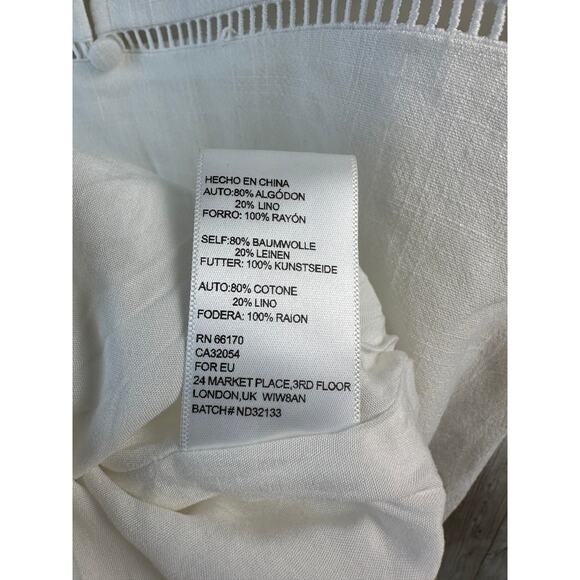 HECHO EN CHINA
AUTO:80% ALGÓDON
20% LINO
FORRO: 100% RAYÓN
SELF:80% BAUMWOLLE
20% LEINEN
FUTTER: 100% KUNSTSEIDE
AUTO:80% COTONE
20% LINO
FODERA: 100% RAION
RN 66170
CA32054
FOR EU
24 MARKET PLACE,3RD FLOOR
LONDON,UK WIW8AN
BATCH# ND32133